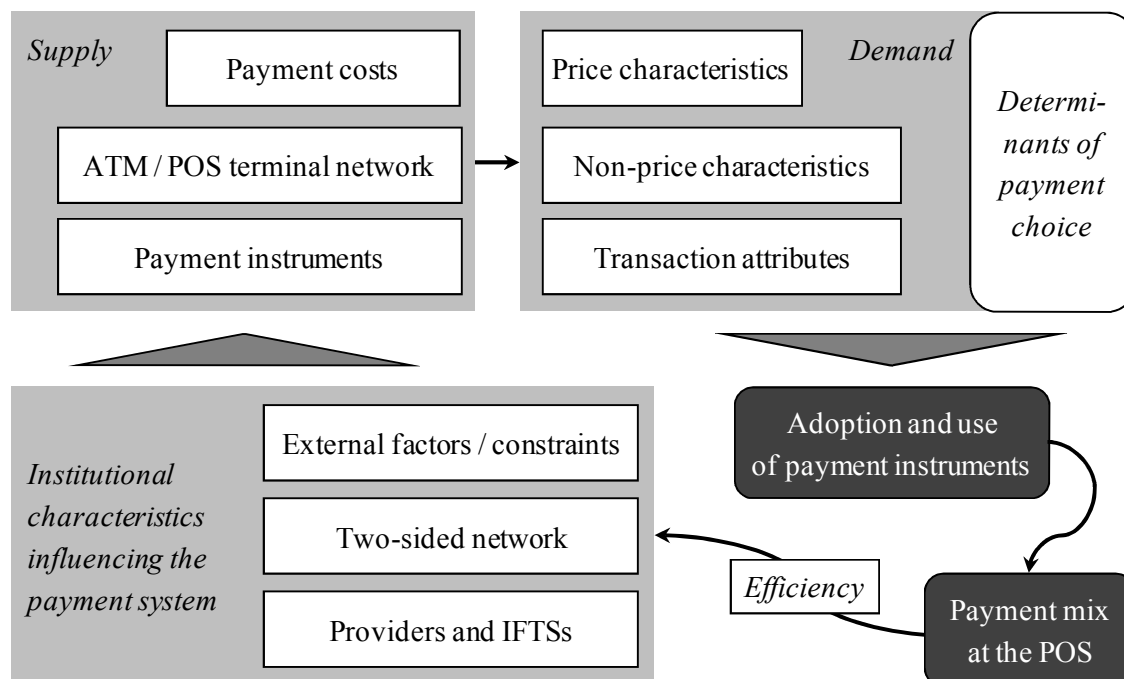 Supply
Payment costs
ATM / POS terminal network
Payment instruments
Demand
Price characteristics
Non-price characteristics
Transaction attributes
Determi-
nants of
payment
choice
Institutional
characteristics
influencing the
payment system
External factors / constraints
Two-sided network
Providers and IFTSs
Adoption and use
of payment instruments
Efficiency
Payment mix
at the POS